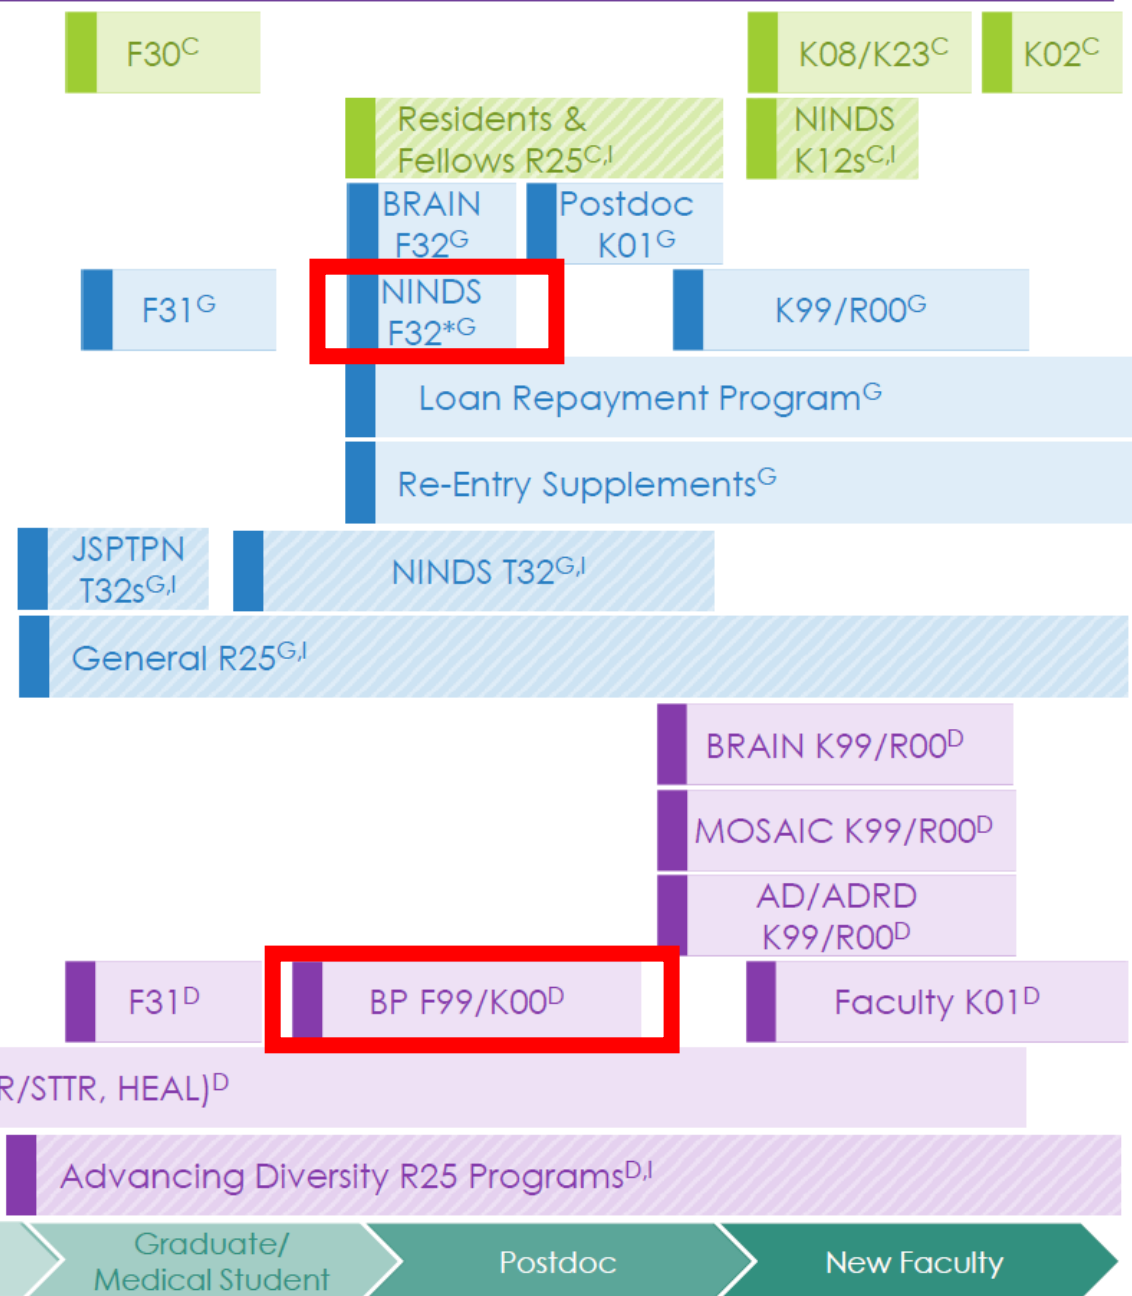 F30C
K08/K23C
K02C
Residents &
Fellows R25C,I
NINDS
K12sC,I
BRAIN
F32G
Postdoc
K01G
F31G
NINDS
F32*G
K99/R00G
Loan Repayment ProgramG
Re-Entry SupplementsG
JSPTPN
T32sG,I
NINDS T32G,I
General R25G,I
BRAIN K99/R00D
MOSAIC K99/R00D
AD/ADRD
K99/R00D
F31D
BP F99/K00D
Faculty K01D
R/STTR, HEAL)D
Advancing Diversity R25 ProgramsD,I
Graduate/
Medical Student
Postdoc
New Faculty